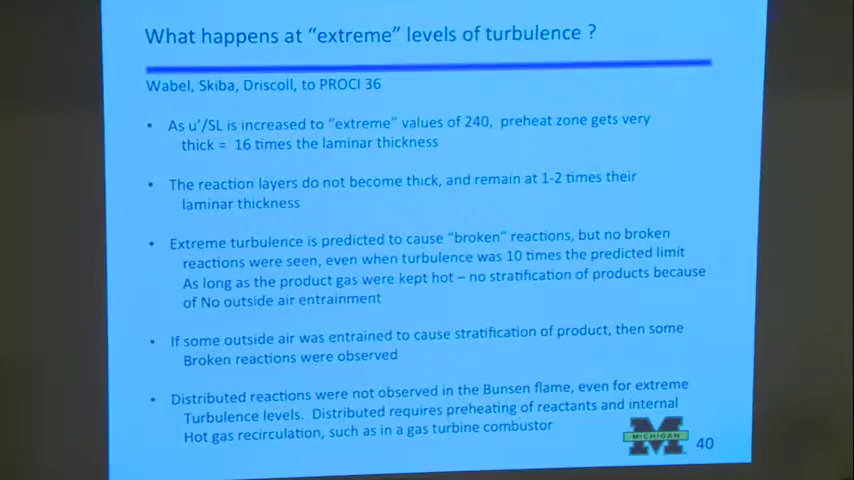 What happens at “extreme” levels of turbulence ?
Wabel, Skiba, Driscoll, to PROCI 36
• As u’/SL is increased to “extreme” values of 240, preheat zone gets very
thick = 16 times the laminar thickness
• The reaction layers do not become thick, and remain at 1-2 times their
laminar thickness
• Extreme turbulence is predicted to cause “broken” reactions, but no broken
reactions were seen, even when turbulence was 10 times the predicted limit
As long as the product gas were kept hot – no stratification of products because
of No outside air entrainment
• If some outside air was entrained to cause stratification of product, then some
Broken reactions were observed
• Distributed reactions were not observed in the Bunsen flame, even for extreme
Turbulence levels. Distributed requires preheating of reactants and internal
Hot gas recirculation, such as in a gas turbine combustor
MICHIGAN
40